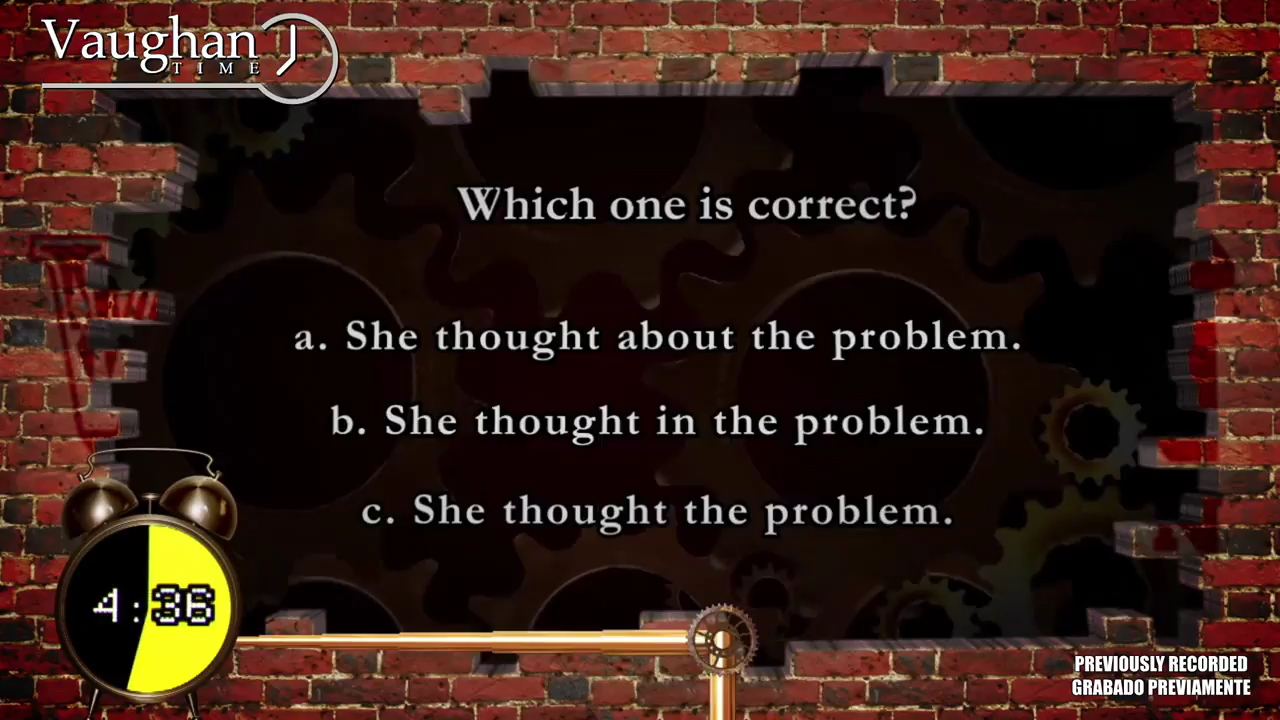 Vaughan
TIME
Which one is correct?
a. She thought about the problem.
b. She thought in the problem.
c. She thought the problem.
4:36
PREVIOUSLY RECORDED
GRABADO PREVIAMENTE